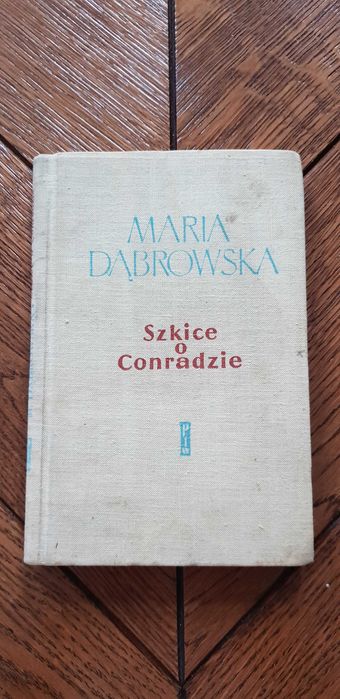 MARIA
DĄBROWSKA
Szkice
o
Conradzie
PIW